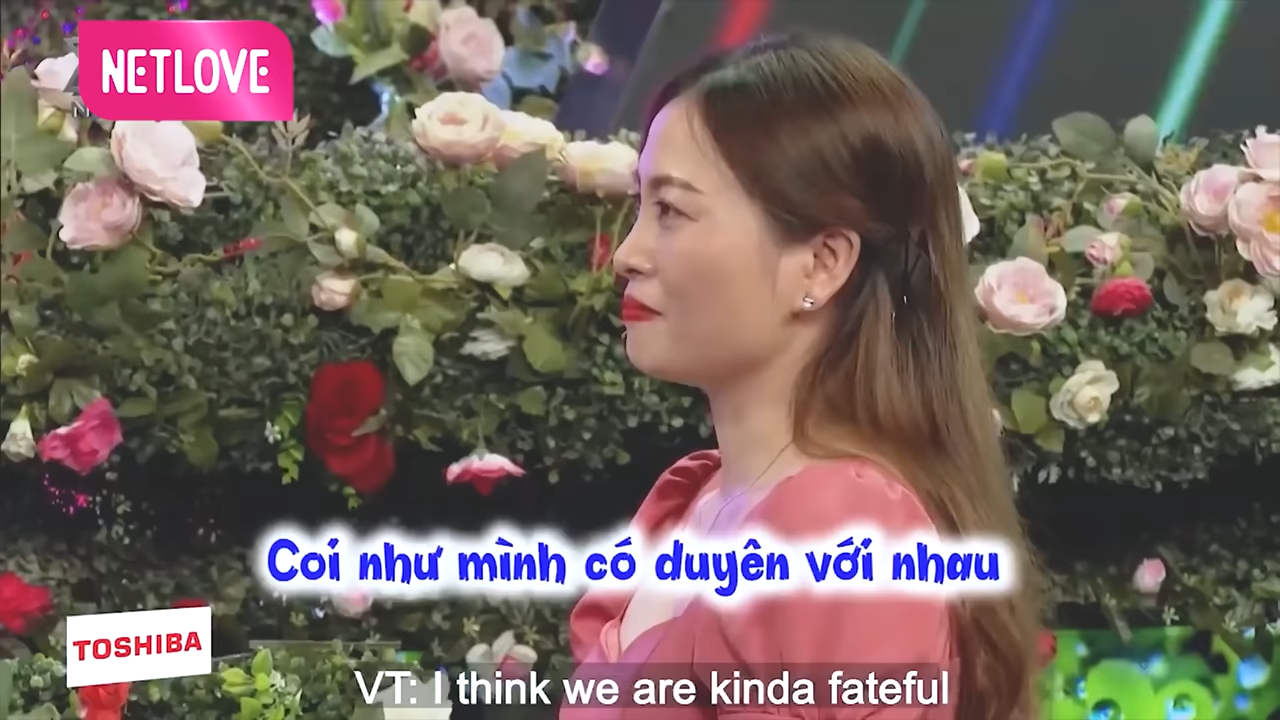 NETLOVE
Coi như mình có duyên với nhau
TOSHIBA
VT: I think we are kinda fateful